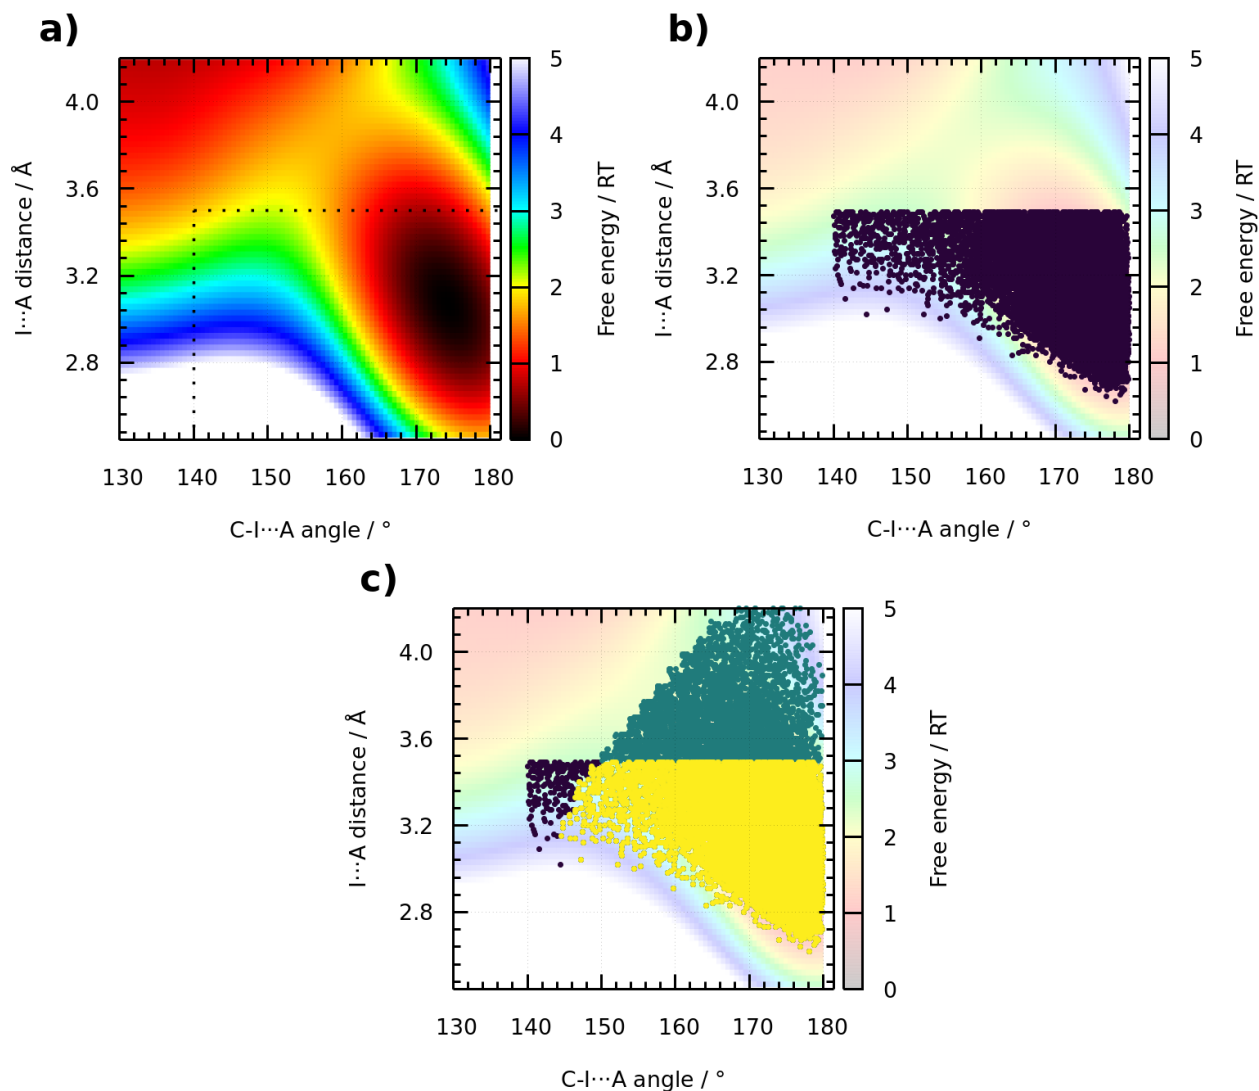 a)
I···A distance / Å
4.0
3.6
3.2
2.8
130 140 150 160 170 180
C-I···A angle / °
5
4
3
2
1
0
Free energy / RT
b)
I···A distance / Å
4.0
3.6
3.2
2.8
130 140 150 160 170 180
C-I···A angle / °
5
4
3
2
1
0
Free energy / RT
c)
I···A distance / Å
4.0
3.6
3.2
2.8
130 140 150 160 170 180
C-I···A angle / °
5
4
3
2
1
0
Free energy / RT